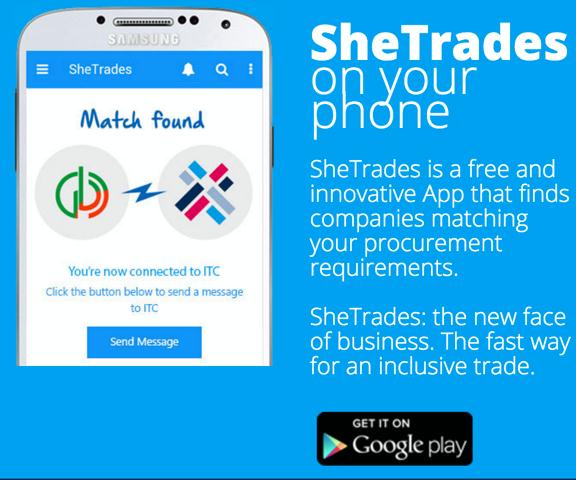 SAMSUNG
SheTrades
Match found
You're now connected to ITC
Click the button below to send a message
to ITC
Send Message
SheTrades
on your
phone
SheTrades is a free and
innovative App that finds
companies matching
your procurement
requirements.
SheTrades: the new face
of business. The fast way
for an inclusive trade.
GET IT ON
Google play